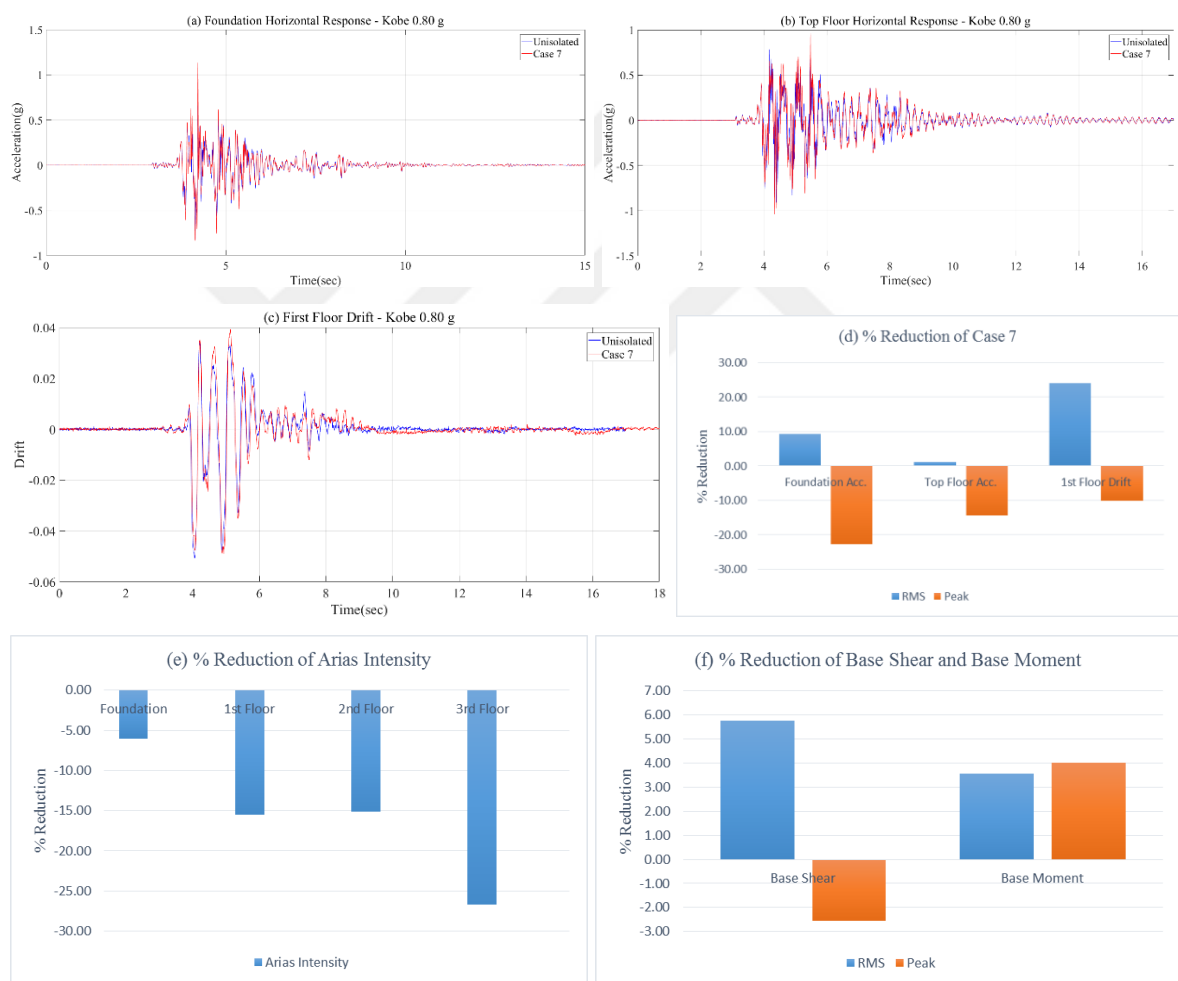 (a) Foundation Horizontal Response - Kobe 0.80 g
1.5
1
0.5
0
-0.5
-1
Acceleration(g)
Unisolated
Case 7
0
5
10
15
Time(sec)
(b) Top Floor Horizontal Response - Kobe 0.80 g
1
0.5
0
-0.5
-1
-1.5
Acceleration(g)
Unisolated
Case 7
0
2
4
6
8
10
12
14
16
Time(sec)
(c) First Floor Drift - Kobe 0.80 g
0.04
0.02
0
-0.02
-0.04
-0.06
Drift
Unisolated
Case 7
0
2
4
6
8
10
12
14
16
18
Time(sec)
(d) % Reduction of Case 7
30.00
20.00
10.00
0.00
-10.00
-20.00
-30.00
% Reduction
Foundation Acc.
Top Floor Acc.
1st Floor Drift
RMS
Peak
(e) % Reduction of Arias Intensity
0.00
-5.00
-10.00
-15.00
-20.00
-25.00
-30.00
% Reduction
Foundation
1st Floor
2nd Floor
3rd Floor
Arias Intensity
(f) % Reduction of Base Shear and Base Moment
7.00
6.00
5.00
4.00
3.00
2.00
1.00
0.00
-1.00
-2.00
-3.00
% Reduction
Base Shear
Base Moment
RMS
Peak